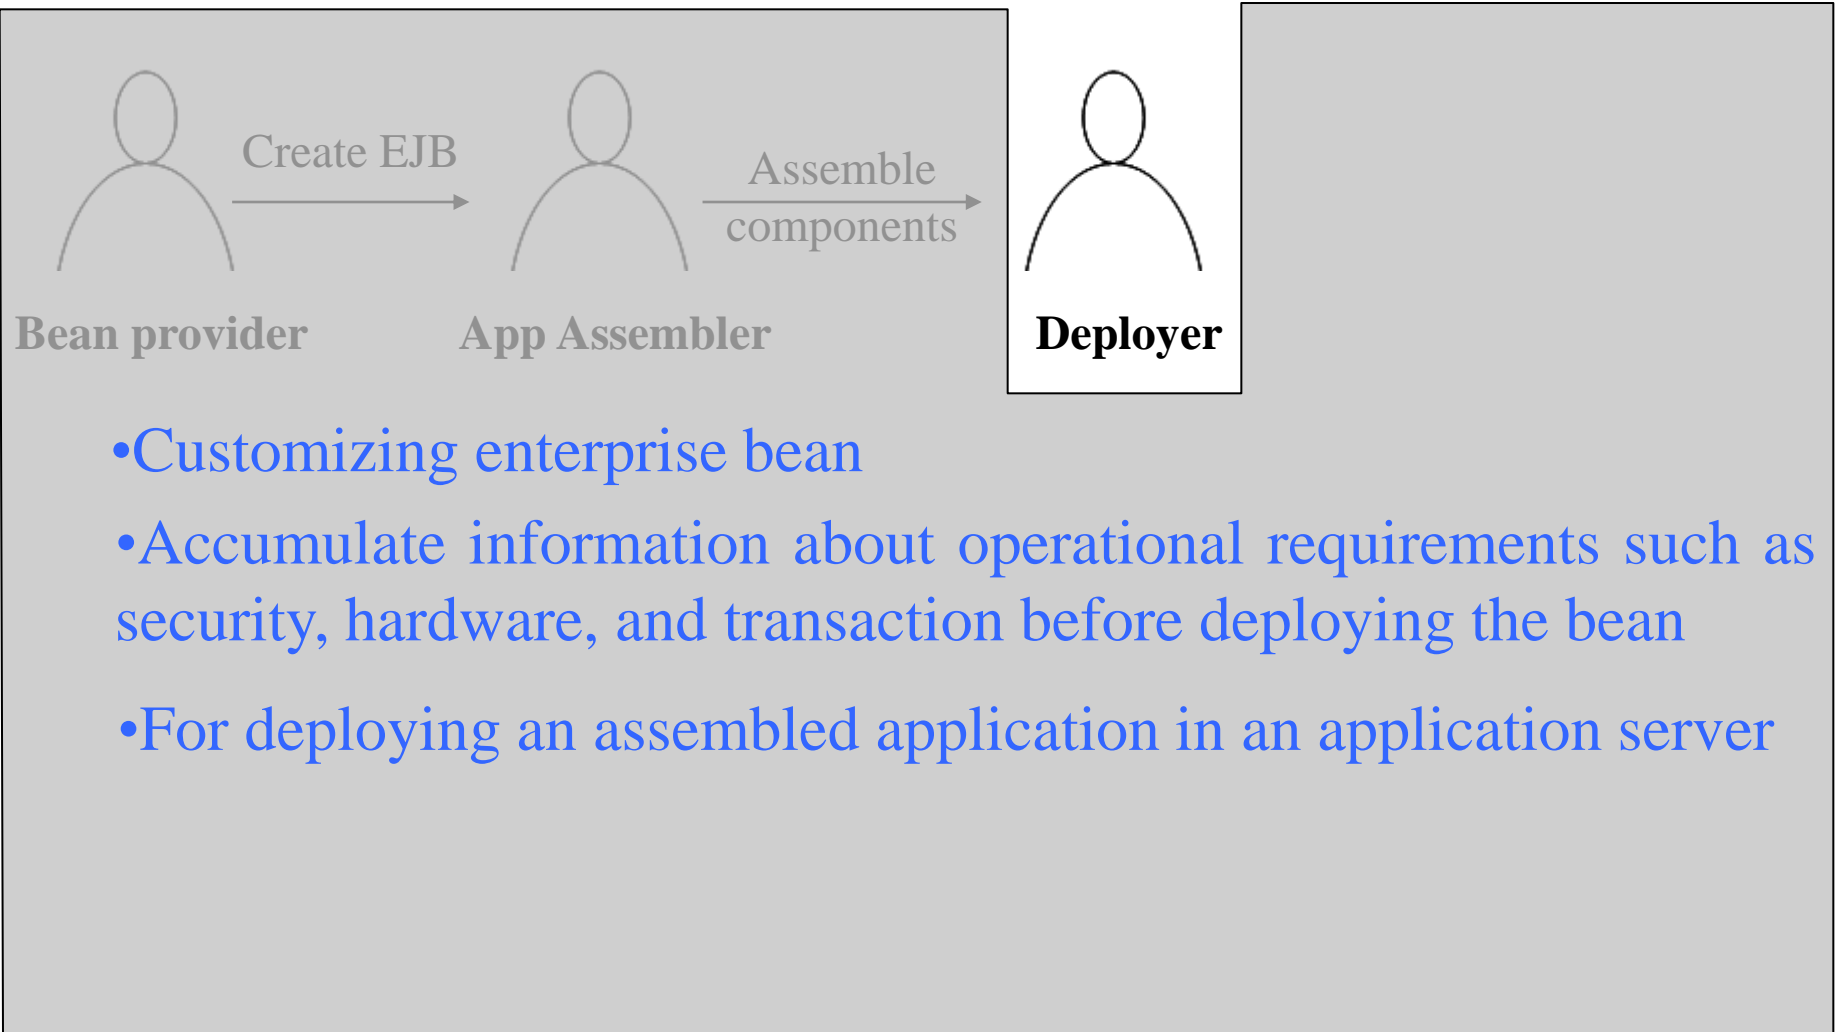 Create EJB
Assemble
components
Bean provider
App Assembler
Deployer
•Customizing enterprise bean
•Accumulate information about operational requirements such as
security, hardware, and transaction before deploying the bean
•For deploying an assembled application in an application server